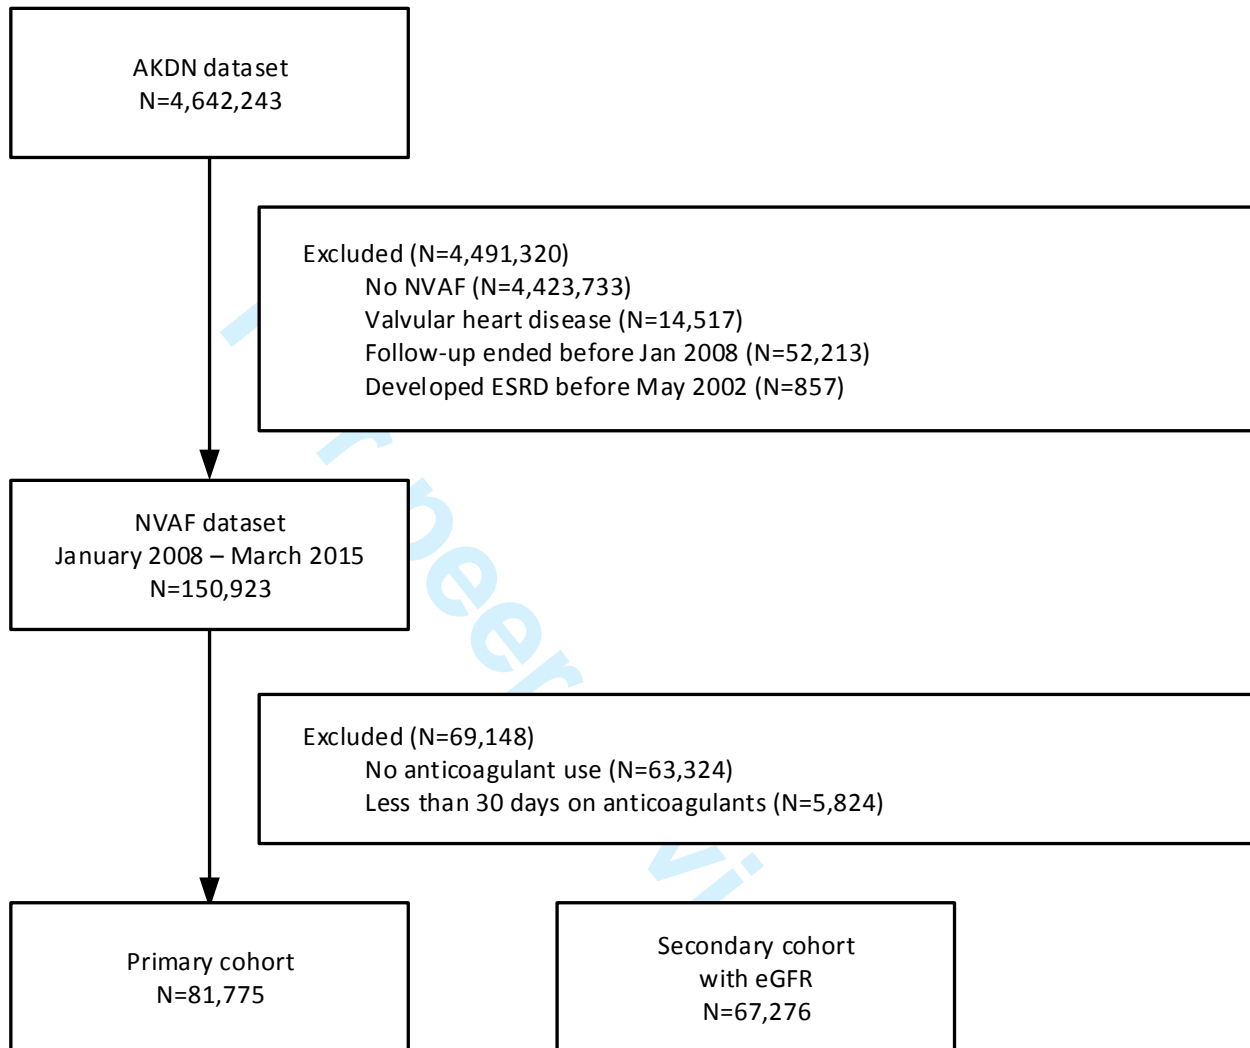 AKDN dataset
N=4,642,243
Excluded (N=4,491,320)
No NVAF (N=4,423,733)
Valvular heart disease (N=14,517)
Follow-up ended before Jan 2008 (N=52,213)
Developed ESRD before May 2002 (N=857)
peer
NVAF dataset
January 2008 – March 2015
N=150,923
Excluded (N=69,148)
No anticoagulant use (N=63,324)
Less than 30 days on anticoagulants (N=5,824)
Primary cohort
N=81,775
Secondary cohort
with eGFR
N=67,276